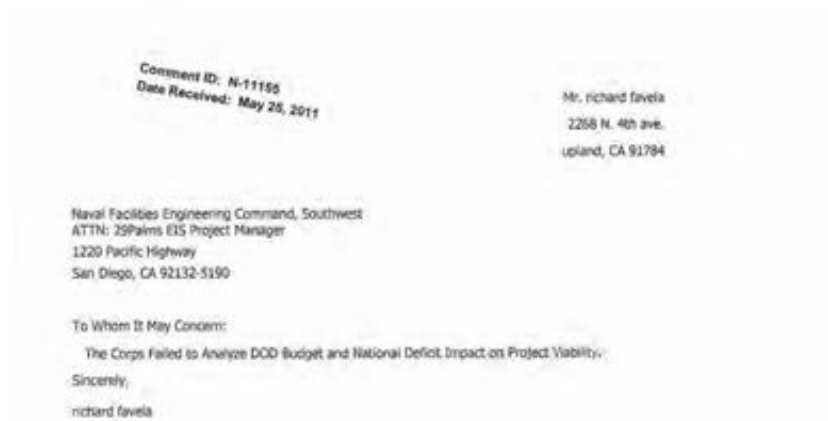 Comment ID: N-11155
Date Received: May 25, 2011
Mr. richard favela
2268 N. 4th ave.
upland, CA 91784
Naval Facilities Engineering Command, Southwest
ATTN: 29Palms EIS Project Manager
1220 Pacific Highway
San Diego, CA 92132-5190
To Whom It May Concern:
The Corps Failed to Analyze DOD Budget and National Deficit Impact on Project Viability.
Sincerely,
richard favela